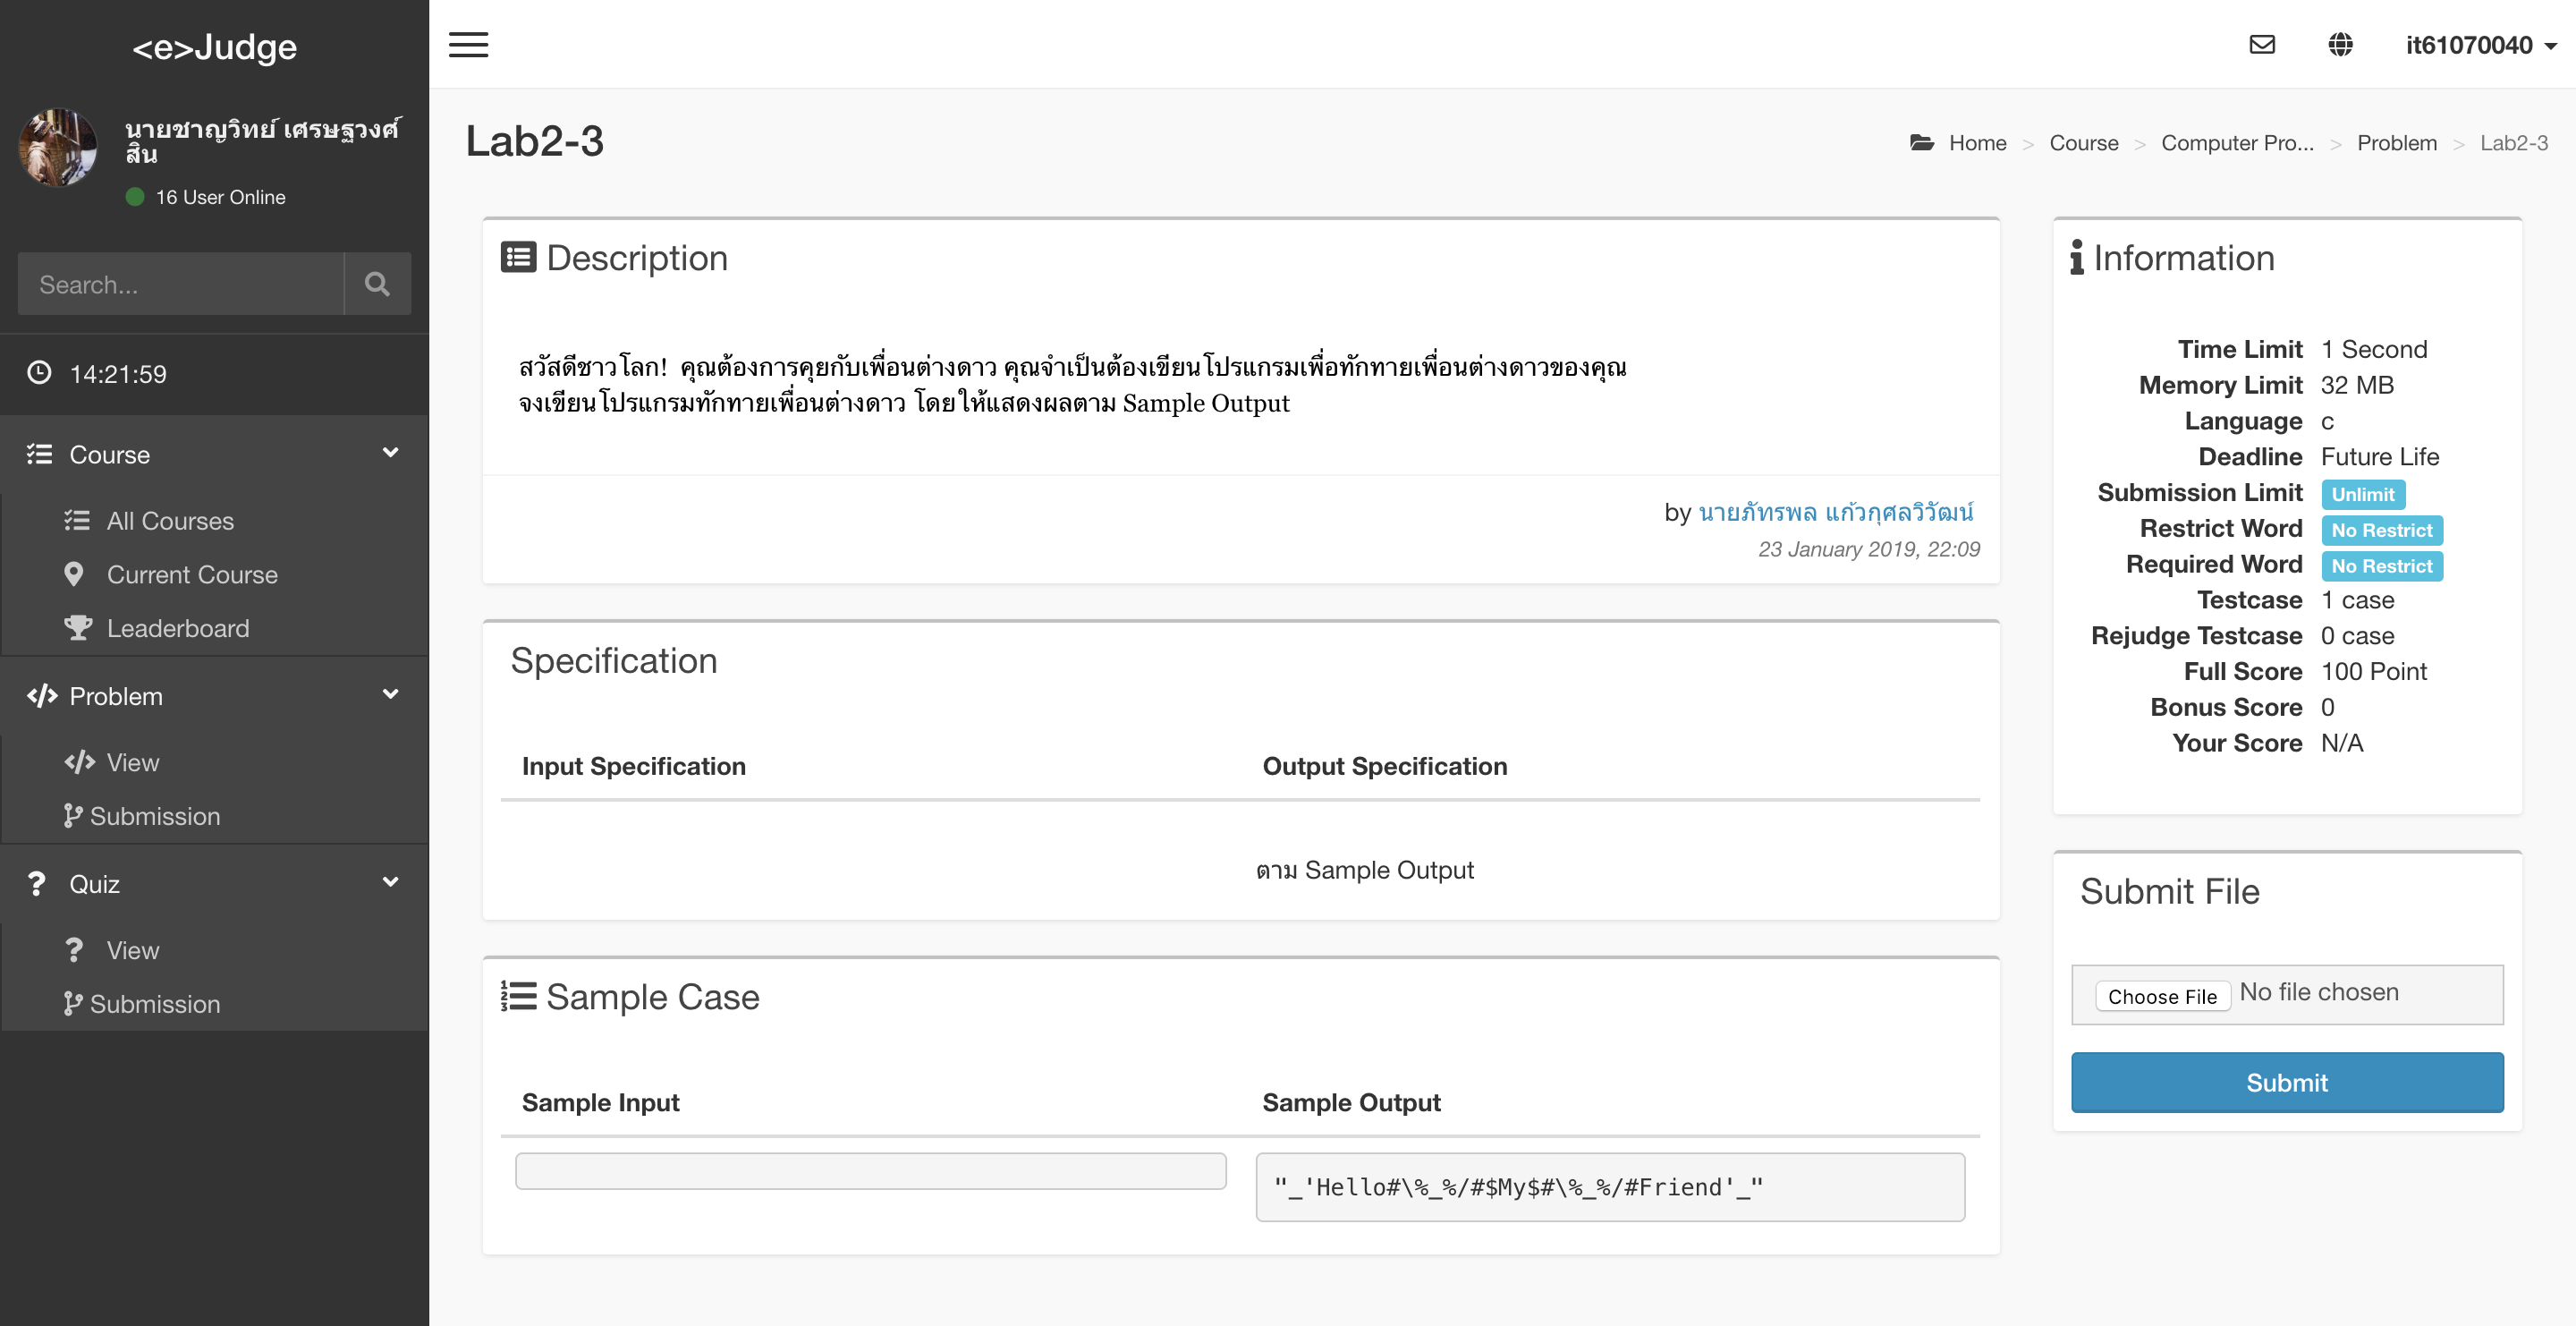 <e>Judge
นายชาญวิทย์ เศรษฐวงศ์
สิน
16 User Online
Search...
14:21:59
Course
All Courses
Current Course
Leaderboard
Problem
View
Submission
Quiz
View
Submission
it61070040
Lab2-3
Home > Course > Computer Pro... > Problem > Lab2-3
Description
สวัสดีชาวโลก! คุณต้องการคุยกับเพื่อนต่างดาว คุณจำเป็นต้องเขียนโปรแกรมเพื่อทักทายเพื่อนต่างดาวของคุณ
จงเขียนโปรแกรมทักทายเพื่อนต่างดาว โดยให้แสดงผลตาม Sample Output
by นายภัทรพล แก้วกุศลวิวัฒน์
23 January 2019, 22:09
Specification
Input Specification Output Specification
ตาม Sample Output
Sample Case
Sample Input Sample Output
"_'Hello#\%_%/#$My$#\%_%/#Friend'_"
Information
Time Limit 1 Second
Memory Limit 32 MB
Language c
Deadline Future Life
Submission Limit Unlimit
Restrict Word No Restrict
Required Word No Restrict
Testcase 1 case
Rejudge Testcase 0 case
Full Score 100 Point
Bonus Score 0
Your Score N/A
Submit File
Choose File No file chosen
Submit